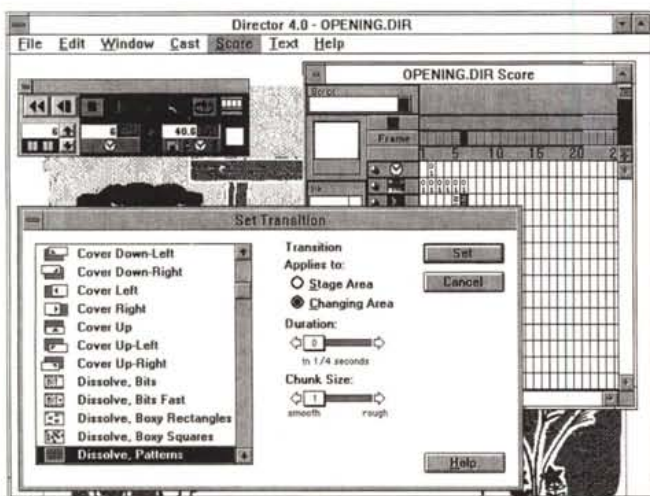 Director 4.0 - OPENING.DIR
File Edit Window Cast Score Text Help
OPENING.DIR Score
Script
Frame
6 6 40.6
1 5 10 15 20 2
Set Transition
Cover Down-Left
Cover Down-Right
Cover Left
Cover Right
Cover Up
Cover Up-Left
Cover Up-Right
Dissolve, Bits
Dissolve, Bits Fast
Dissolve, Boxy Rectangles
Dissolve, Boxy Squares
Dissolve, Patterns
Transition
Applies to:
Stage Area
Changing Area
Duration:
0
in 1/4 seconds
Chunk Size:
1
smooth rough
Set
Cancel
Help